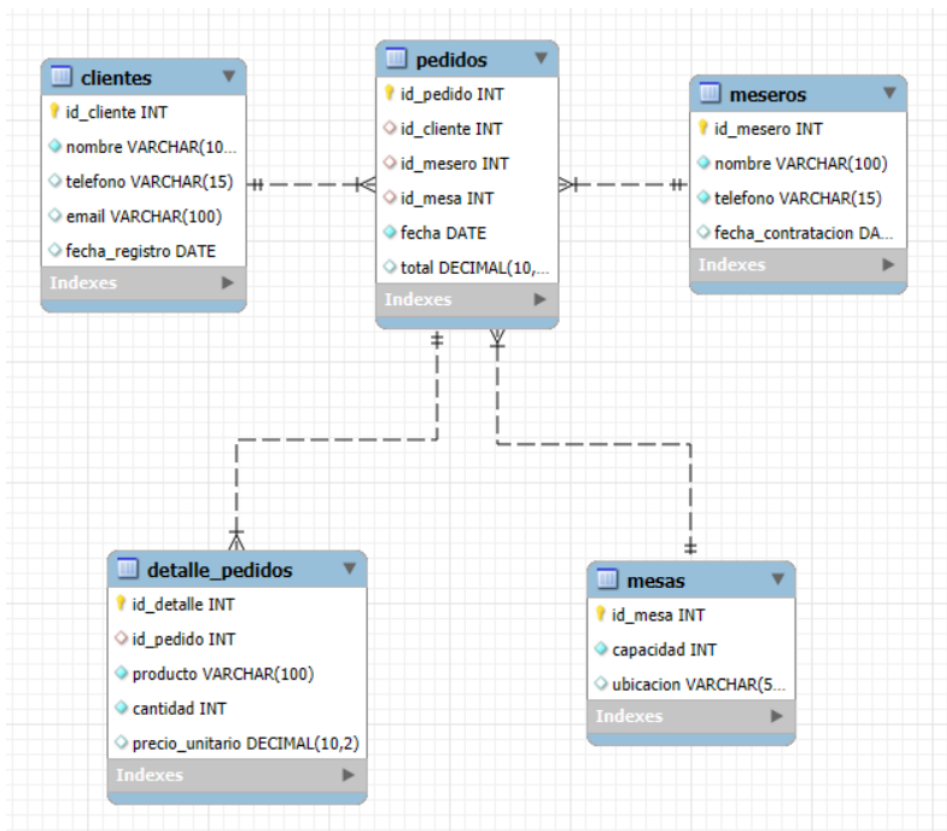 clientes
id_cliente INT
nombre VARCHAR(10...
telefono VARCHAR(15)
email VARCHAR(100)
fecha_registro DATE
Indexes
pedidos
id_pedido INT
id_cliente INT
id_mesero INT
id_mesa INT
fecha DATE
total DECIMAL(10,...
Indexes
meseros
id_mesero INT
nombre VARCHAR(100)
telefono VARCHAR(15)
fecha_contratacion DA...
Indexes
detalle_pedidos
id_detalle INT
id_pedido INT
producto VARCHAR(100)
cantidad INT
precio_unitario DECIMAL(10,2)
Indexes
mesas
id_mesa INT
capacidad INT
ubicacion VARCHAR(5...
Indexes